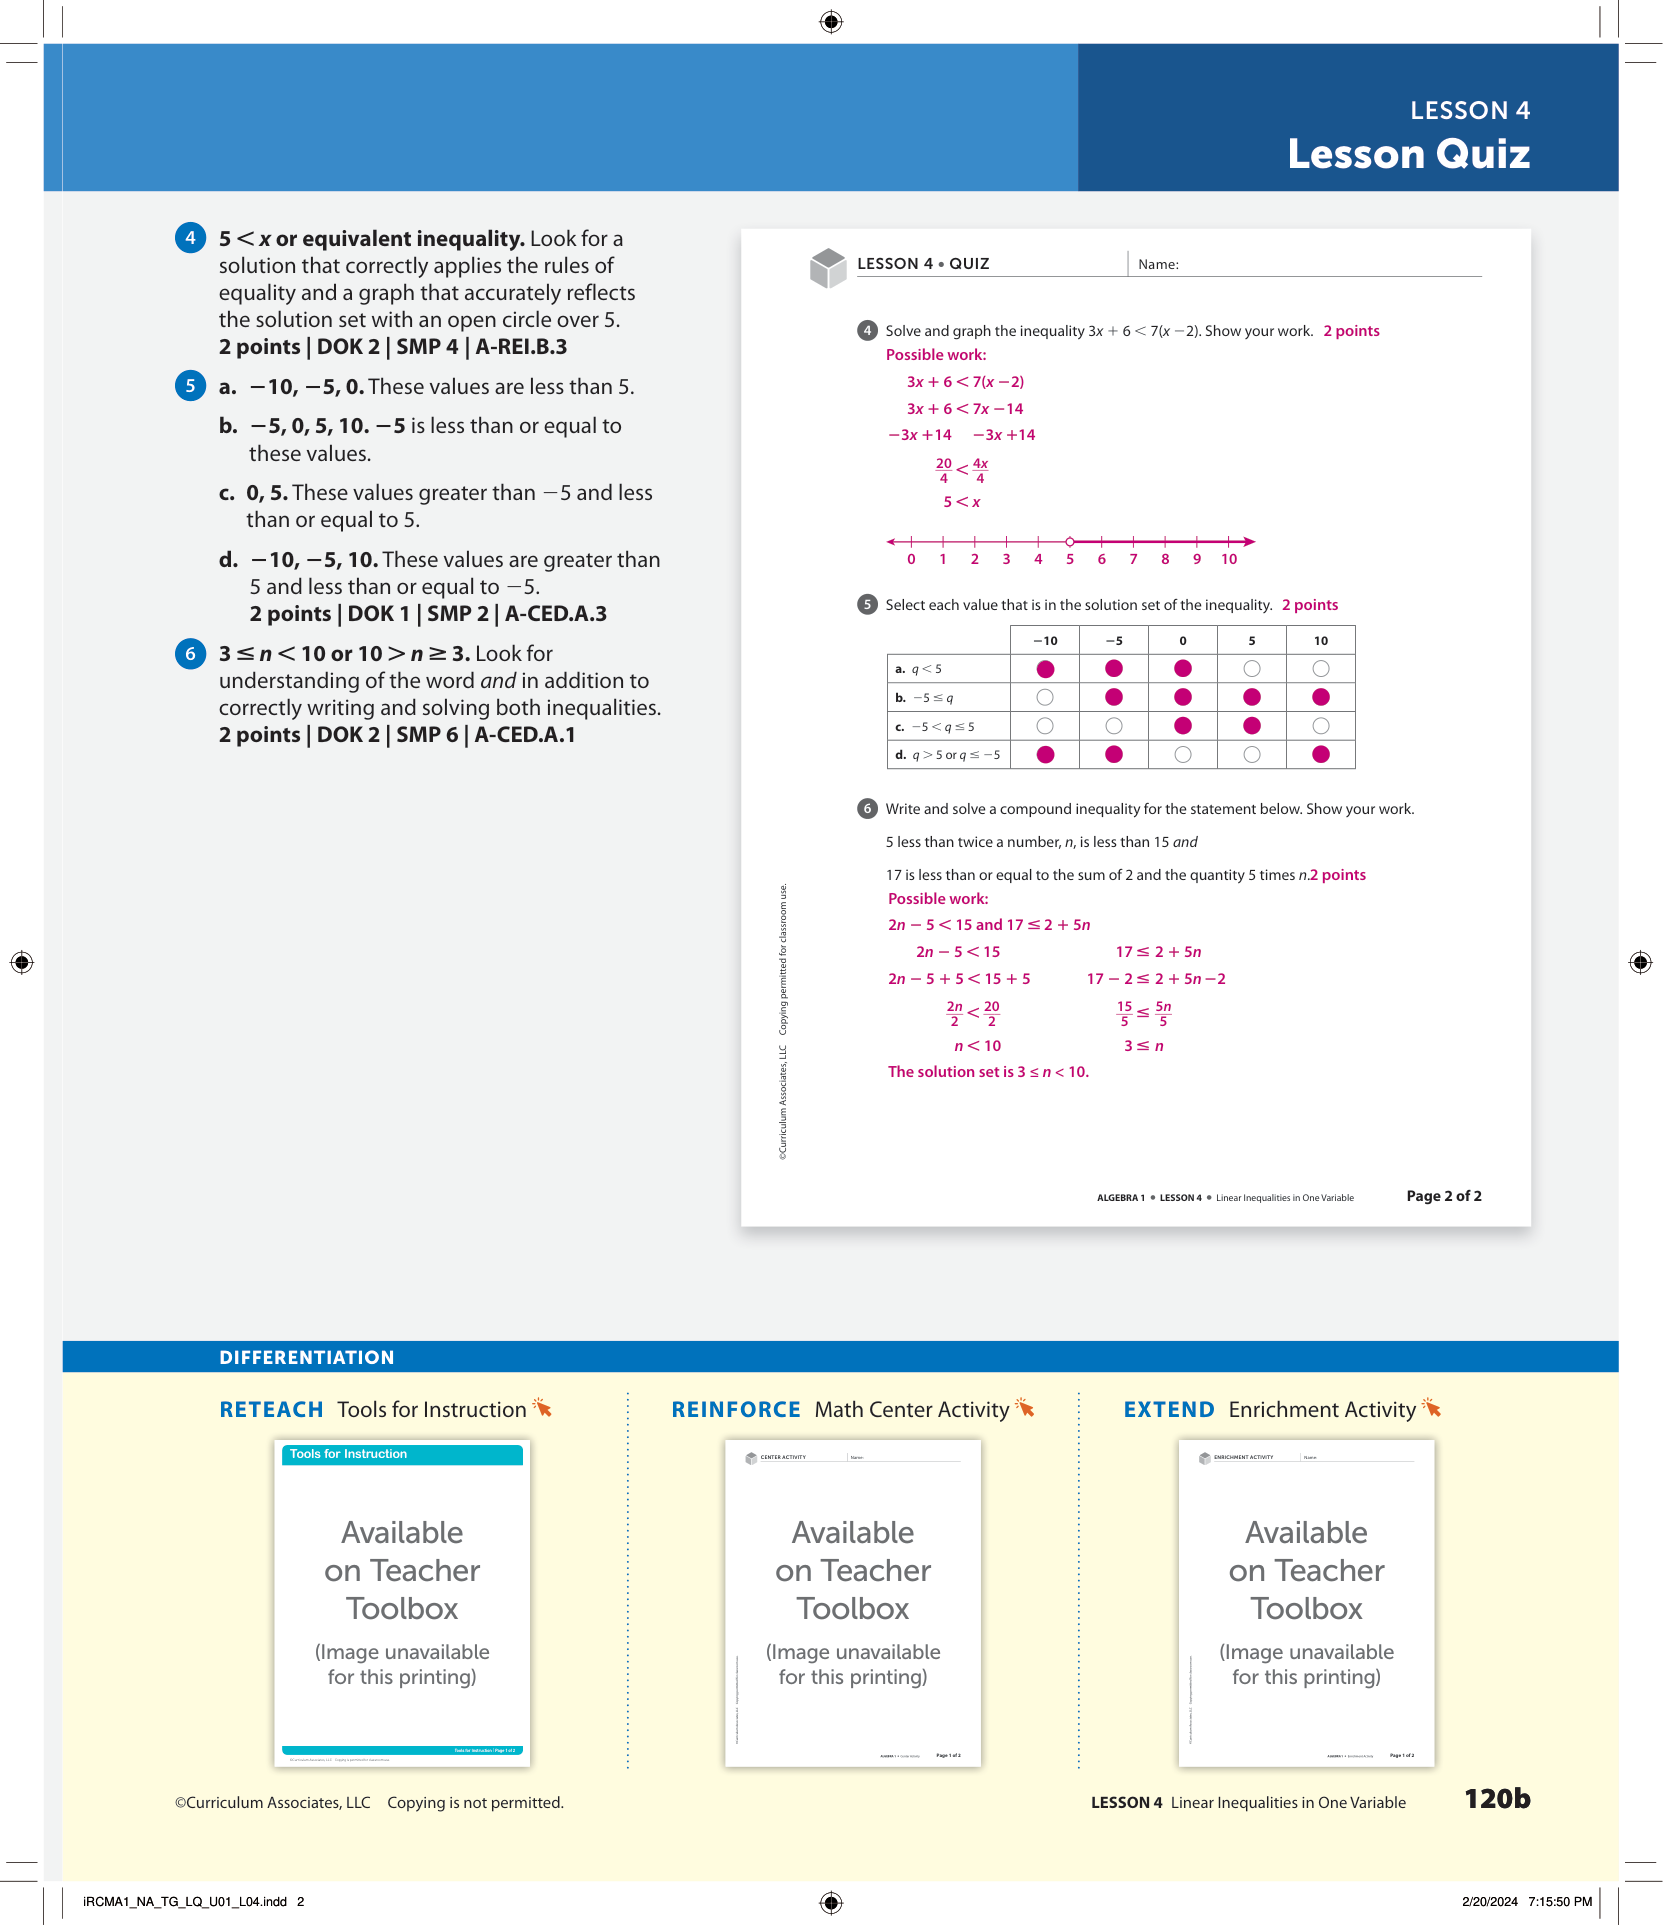 LESSON 4
Lesson Quiz
4 5 < x or equivalent inequality. Look for a
solution that correctly applies the rules of
equality and a graph that accurately reflects
the solution set with an open circle over 5.
2 points | DOK 2 | SMP 4 | A-REI.B.3
5 a. −10, −5, 0. These values are less than 5.
b. −5, 0, 5, 10. −5 is less than or equal to
these values.
c. 0, 5. These values greater than −5 and less
than or equal to 5.
d. −10, −5, 10. These values are greater than
5 and less than or equal to −5.
2 points | DOK 1 | SMP 2 | A-CED.A.3
6 3 ≤ n < 10 or 10 > n ≥ 3. Look for
understanding of the word and in addition to
correctly writing and solving both inequalities.
2 points | DOK 2 | SMP 6 | A-CED.A.1
LESSON 4 • QUIZ Name:
4 Solve and graph the inequality 3x + 6 < 7(x −2). Show your work. 2 points
Possible work:
3x + 6 < 7(x −2)
3x + 6 < 7x −14
−3x +14 −3x +14
20/4 < 4x/4
5 < x
0 1 2 3 4 5 6 7 8 9 10
5 Select each value that is in the solution set of the inequality. 2 points
−10 −5 0 5 10
a. q < 5
b. −5 ≤ q
c. −5 < q ≤ 5
d. q > 5 or q ≤ −5
6 Write and solve a compound inequality for the statement below. Show your work.
5 less than twice a number, n, is less than 15 and
17 is less than or equal to the sum of 2 and the quantity 5 times n.2 points
Possible work:
2n − 5 < 15 and 17 ≤ 2 + 5n
2n − 5 < 15 17 ≤ 2 + 5n
2n − 5 + 5 < 15 + 5 17 − 2 ≤ 2 + 5n −2
2n/2 < 20/2 15/5 ≤ 5n/5
n < 10 3 ≤ n
The solution set is 3 ≤ n < 10.
©Curriculum Associates, LLC Copying permitted for classroom use.
ALGEBRA 1 • LESSON 4 • Linear Inequalities in One Variable Page 2 of 2
DIFFERENTIATION
RETEACH Tools for Instruction
REINFORCE Math Center Activity
EXTEND Enrichment Activity
Tools for Instruction
Available
on Teacher
Toolbox
(Image unavailable
for this printing)
Tools for Instruction | Page 1 of 2
CENTER ACTIVITY Name:
Available
on Teacher
Toolbox
(Image unavailable
for this printing)
Page 1 of 2
ENRICHMENT ACTIVITY Name:
Available
on Teacher
Toolbox
(Image unavailable
for this printing)
Page 1 of 2
©Curriculum Associates, LLC Copying is not permitted.
LESSON 4 Linear Inequalities in One Variable 120b
iRCMA1_NA_TG_LQ_U01_L04.indd 2
2/20/2024 7:15:50 PM